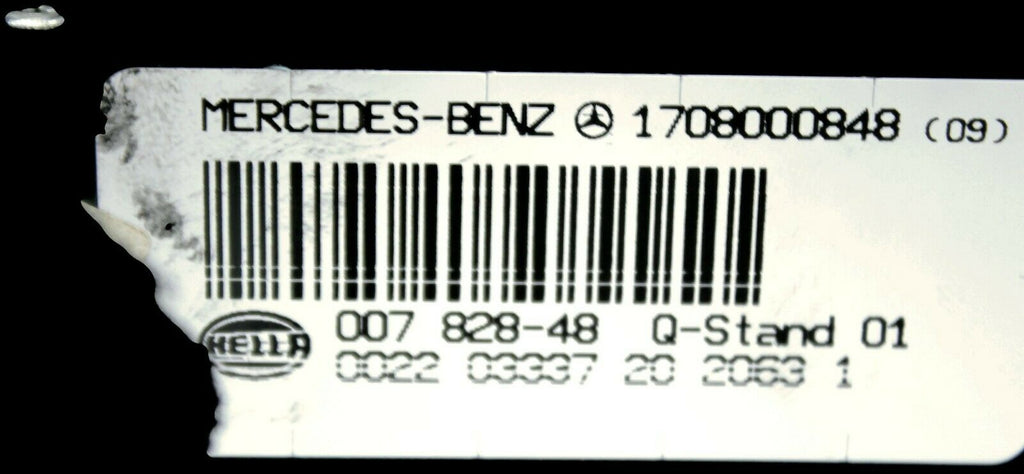 MERCEDES-BENZ 1708000848 (09)
HELLA 007 828-48 Q-Stand 01
0022 03337 20 2063 1